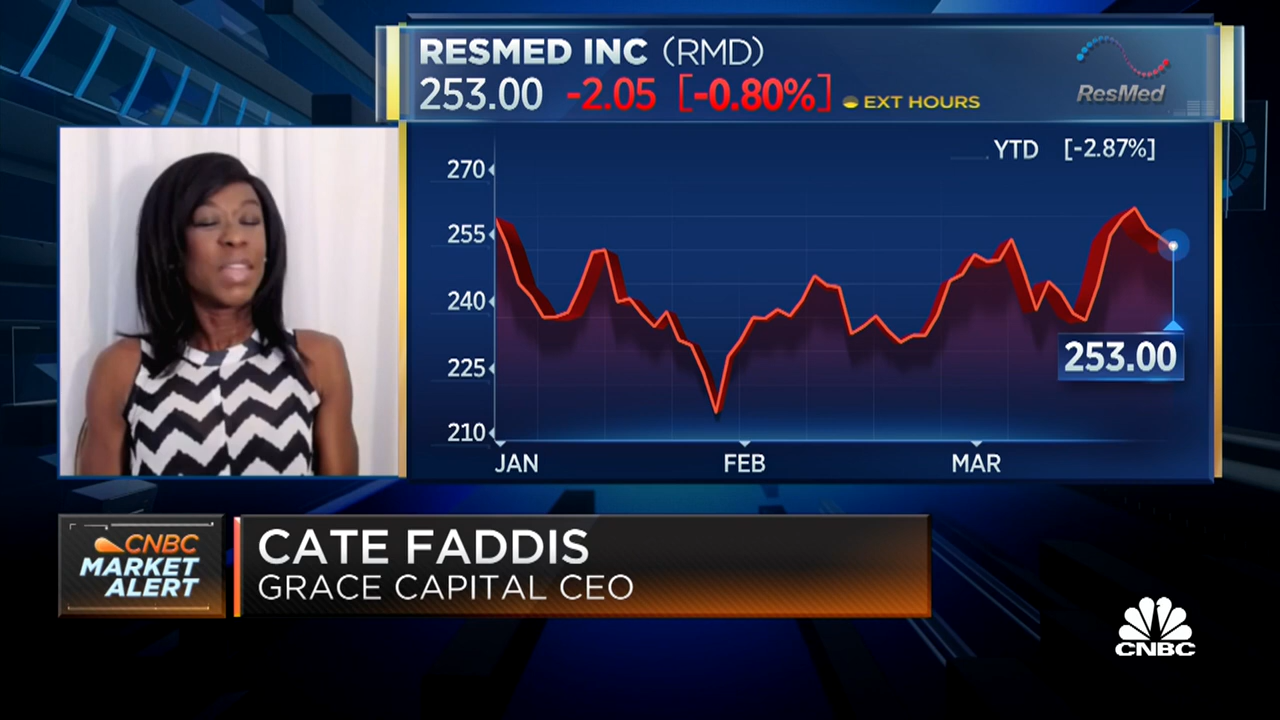 RESMED INC (RMD)
253.00 -2.05 [-0.80%] EXT HOURS
ResMed
YTD [-2.87%]
270
255
240
225
210
253.00
JAN FEB MAR
CNBC
MARKET
ALERT
CATE FADDIS
GRACE CAPITAL CEO
CNBC